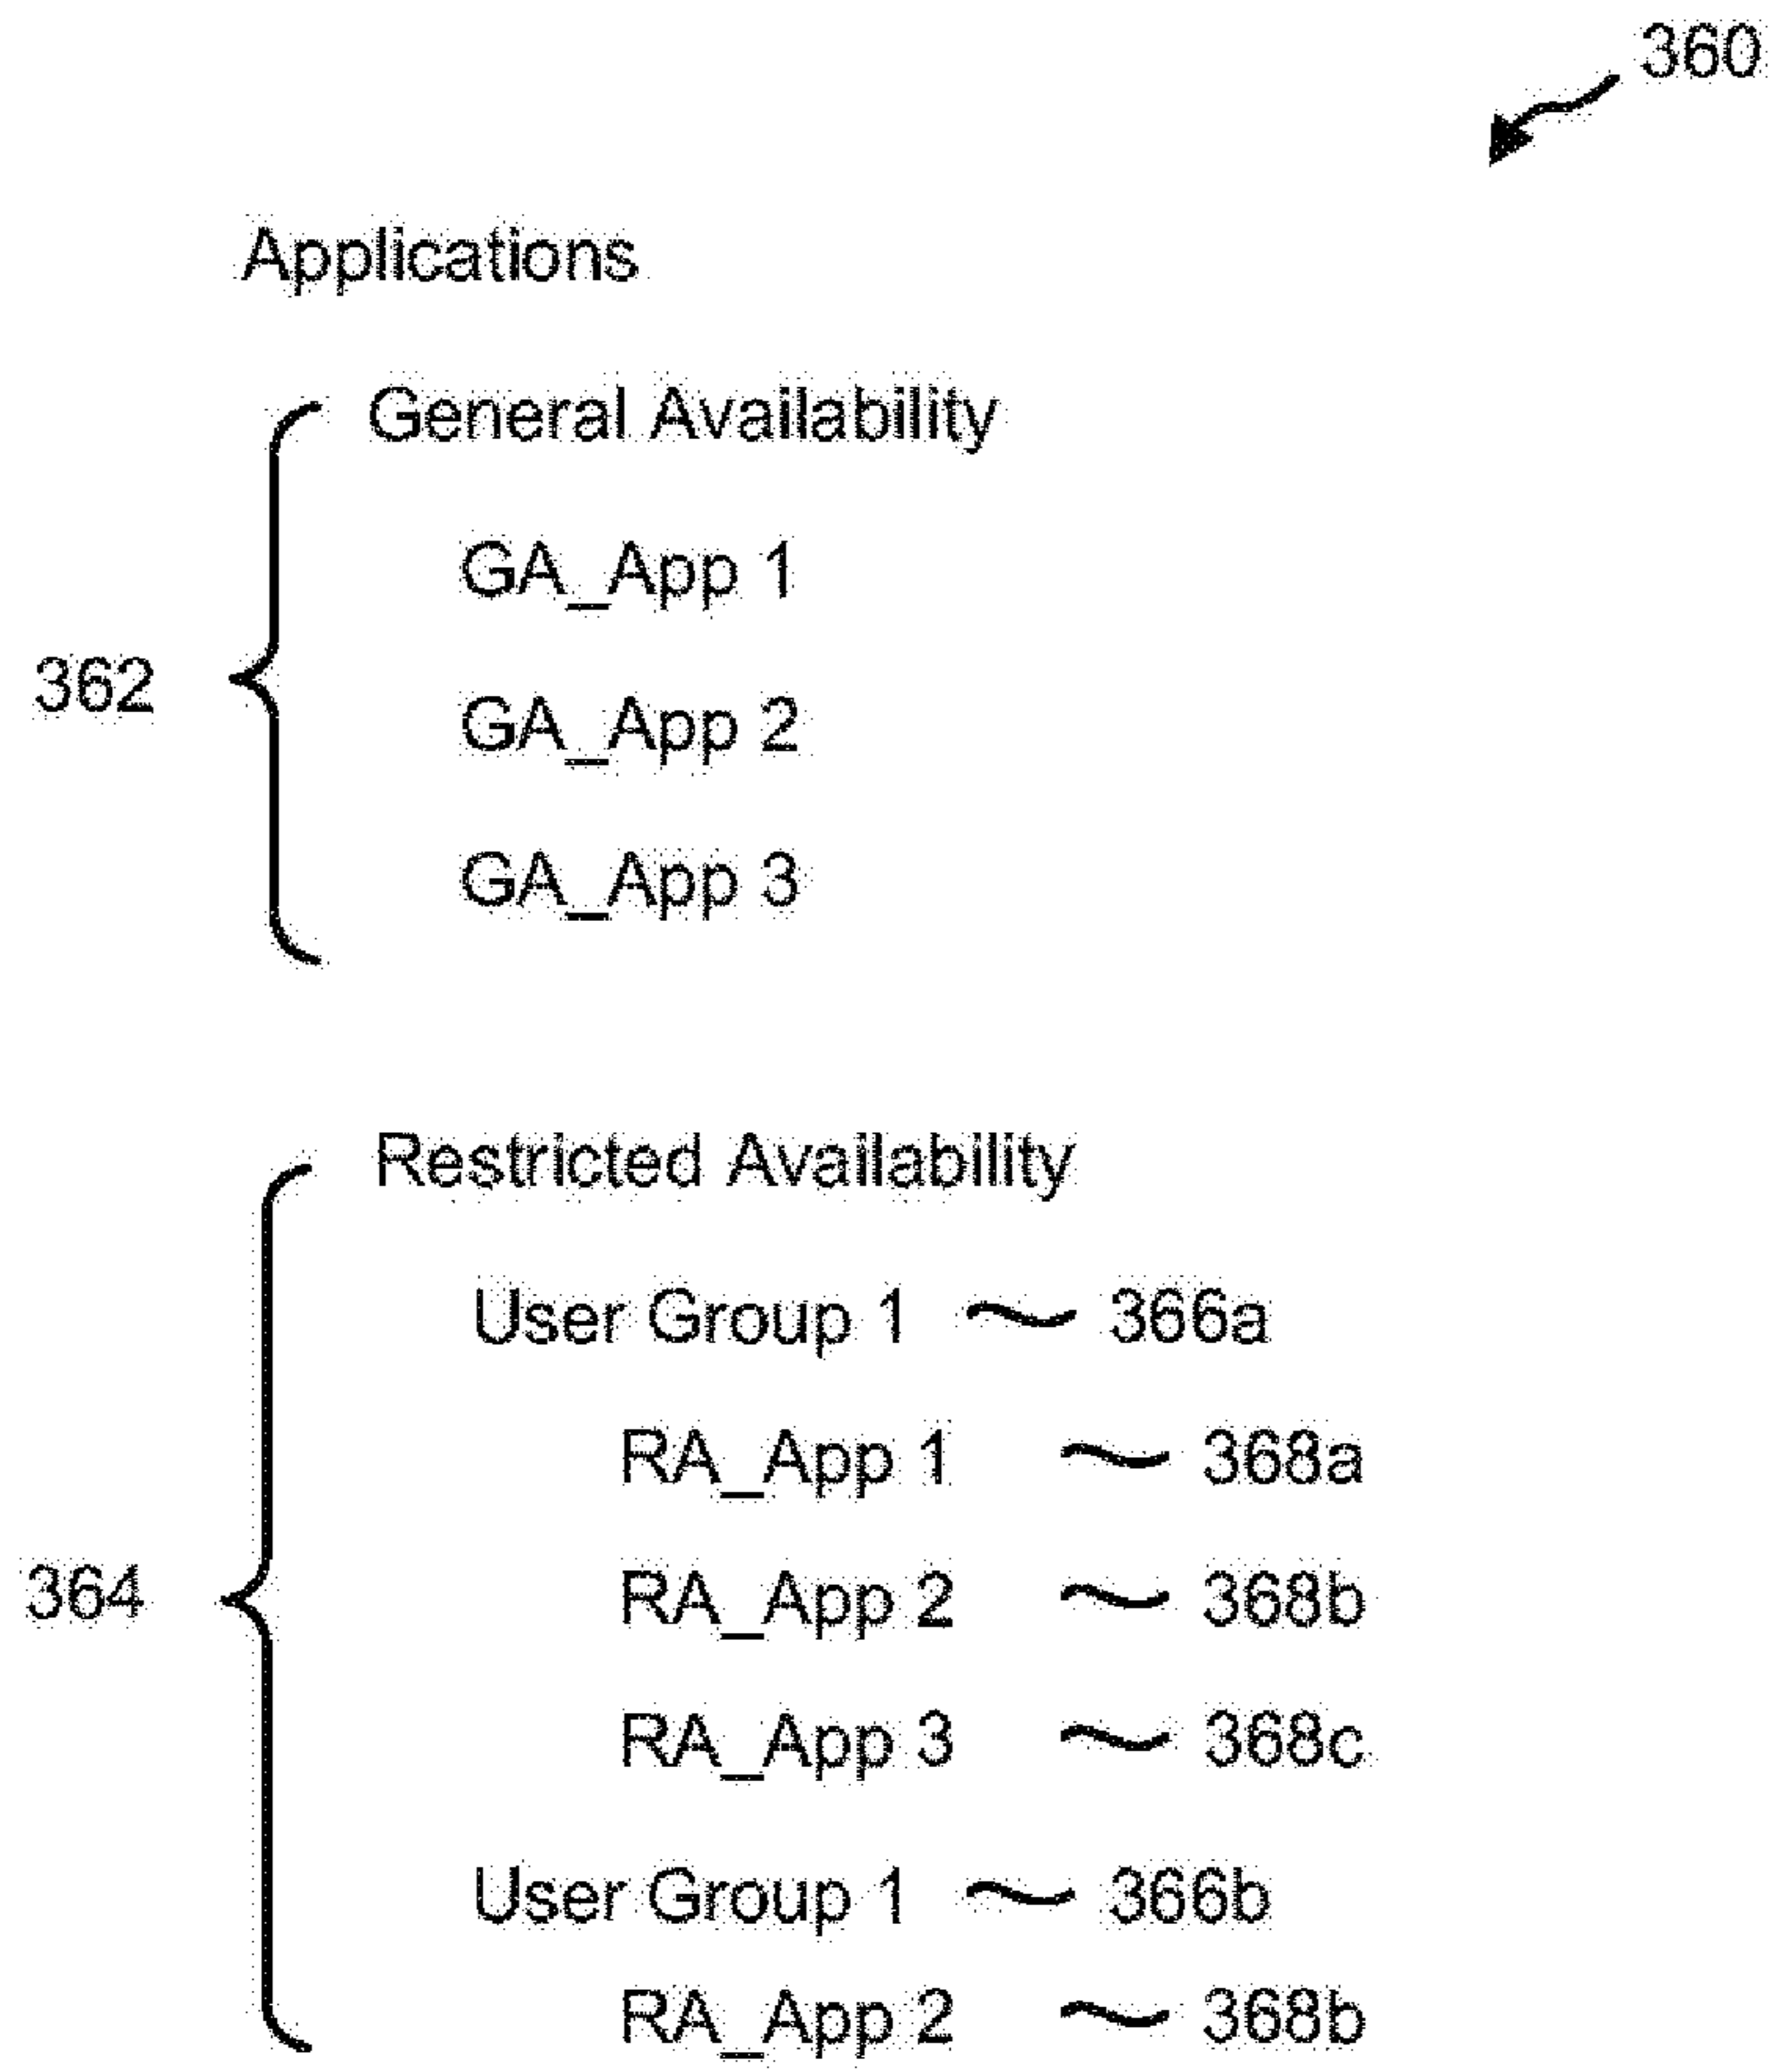 360
Applications
General Availability
GA_App 1
GA_App 2
362
GA_App 3
Restricted Availability
User Group 1 366a
RA_App 1 368a
364
RA_App 2 368b
RA_App 3 368c
User Group 1 366b
RA_App 2 368b